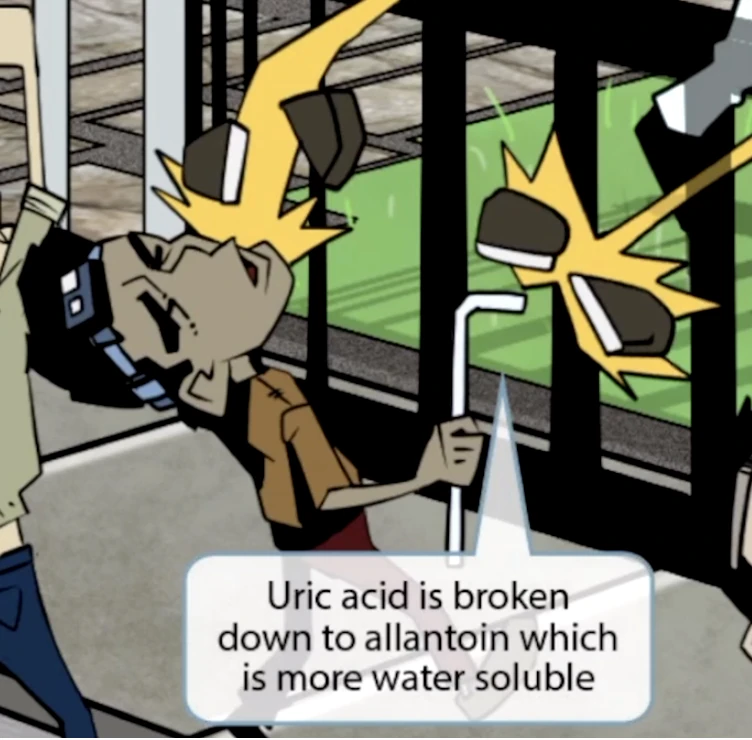 Uric acid is broken
down to allantoin which
is more water soluble